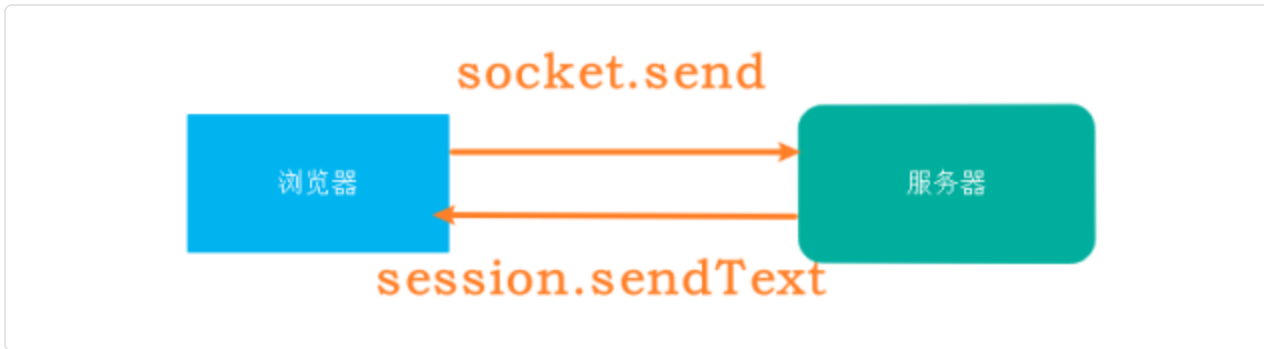 socket.send
浏览器
服务器
session.sendText